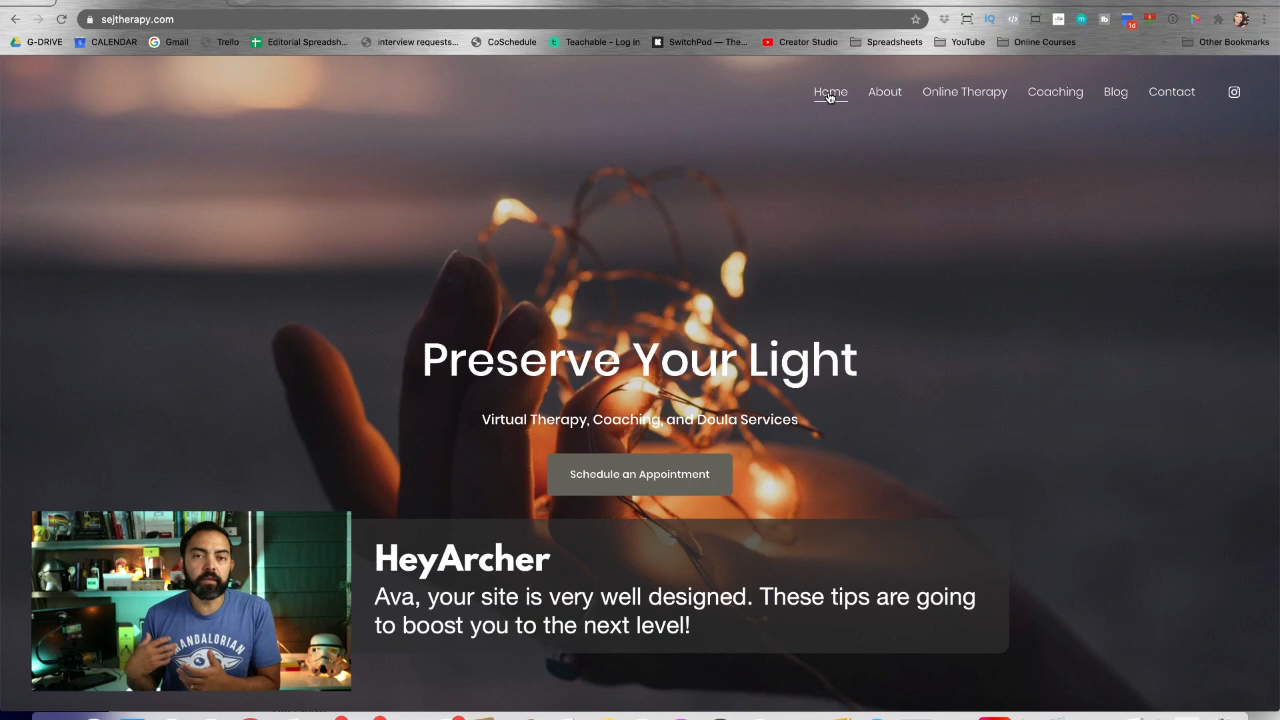 sejtherapy.com
G-DRIVE CALENDAR Gmail Trello Editorial Spreadsh... interview requests... CoSchedule Teachable - Log in SwitchPod — The... Creator Studio Spreadsheets YouTube Online Courses Other Bookmarks
Home About Online Therapy Coaching Blog Contact
Preserve Your Light
Virtual Therapy, Coaching, and Doula Services
Schedule an Appointment
HeyArcher
Ava, your site is very well designed. These tips are going
to boost you to the next level!
MANDALORIAN